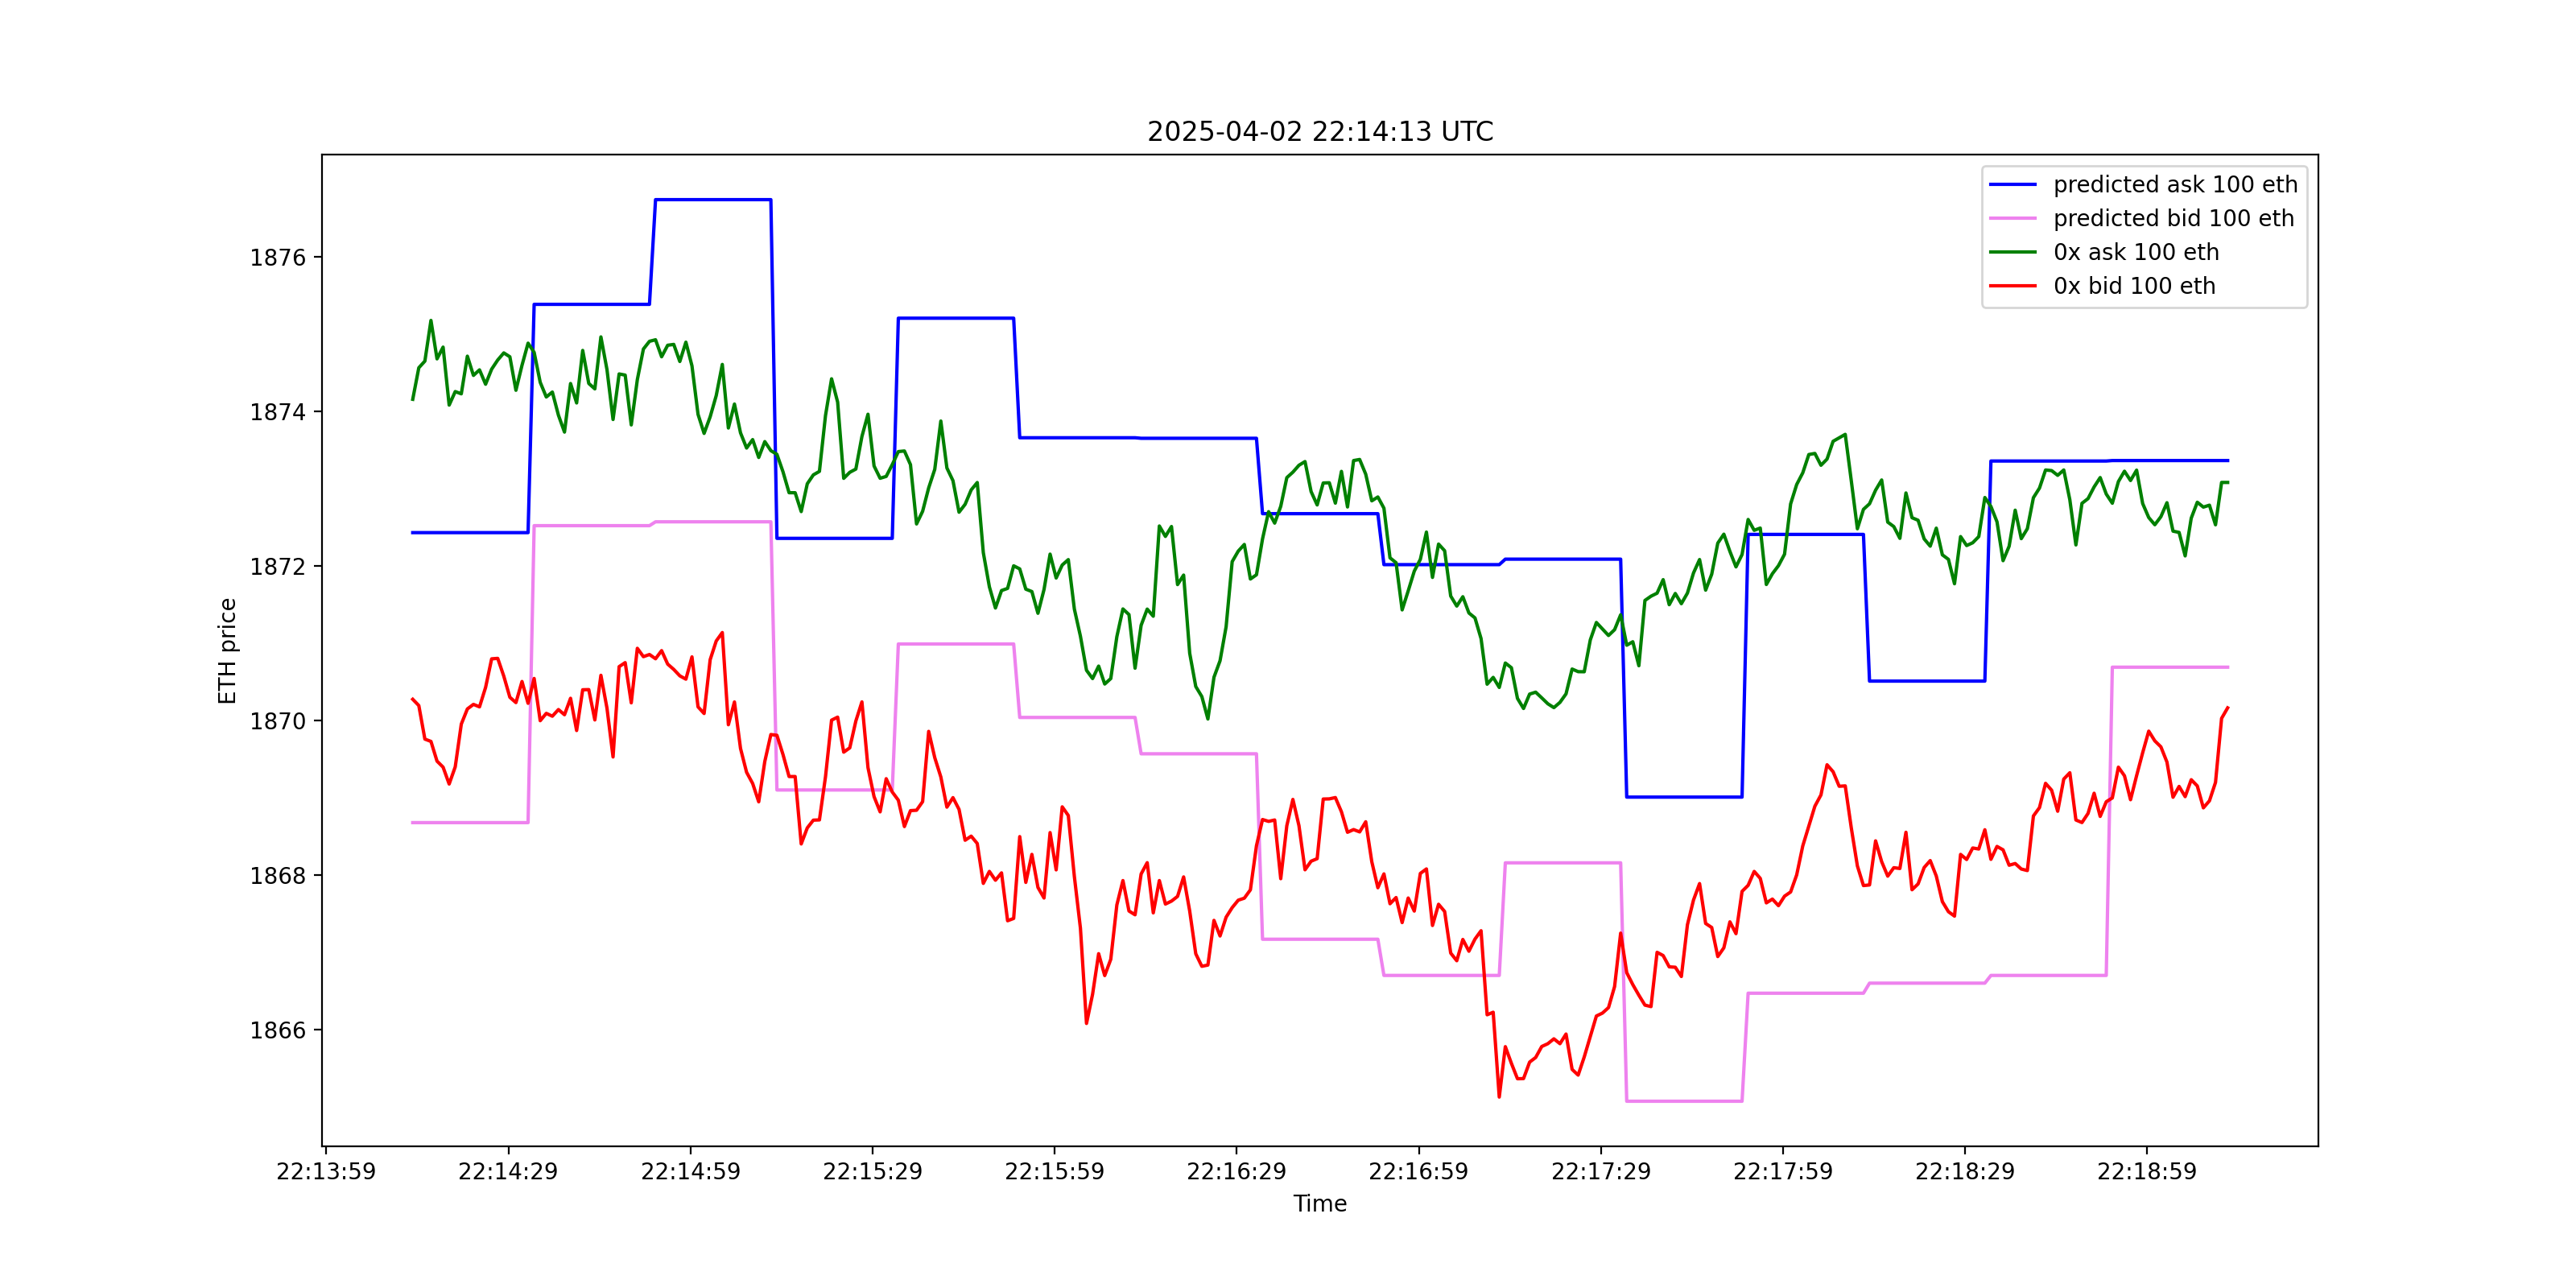 2025-04-02 22:14:13 UTC
predicted ask 100 eth
predicted bid 100 eth
0x ask 100 eth
0x bid 100 eth
1876
1874
1872
1870
1868
1866
ETH price
22:13:59 22:14:29 22:14:59 22:15:29 22:15:59 22:16:29 22:16:59 22:17:29 22:17:59 22:18:29 22:18:59
Time